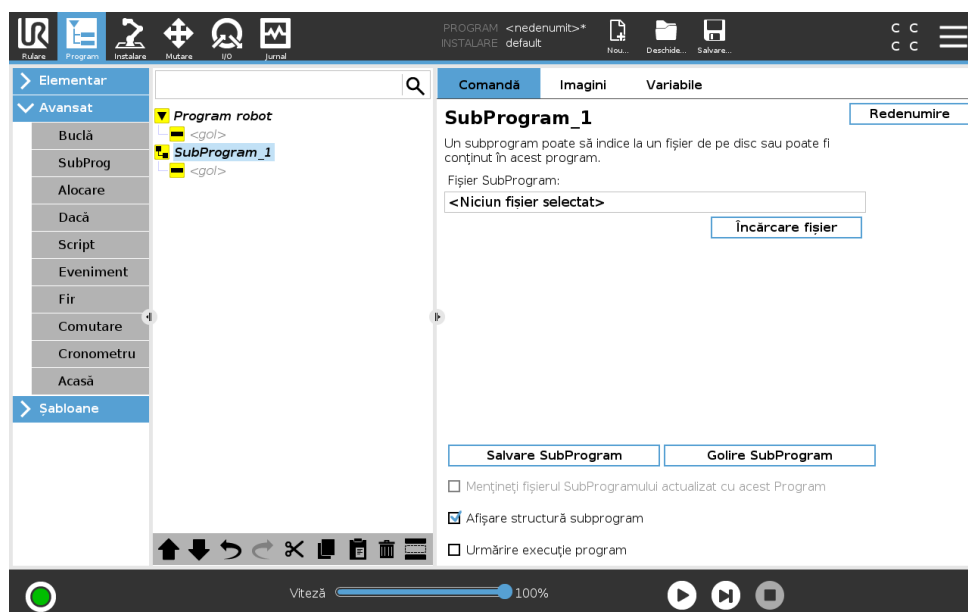 PROGRAM <nedenumit>*
INSTALARE default
Rulare Program Instalare Mutare I/O Jurnal Nou... Deschide... Salvare...
C C
C C
Elementar
Avansat
Buclă
SubProg
Alocare
Dacă
Script
Eveniment
Fir
Comutare
Cronometru
Acasă
Șabloane
Program robot
<gol>
SubProgram_1
<gol>
Comandă Imagini Variabile
SubProgram_1
Redenumire
Un subprogram poate să indice la un fișier de pe disc sau poate fi
conținut în acest program.
Fișier SubProgram:
<Niciun fișier selectat>
Încărcare fișier
Salvare SubProgram Golire SubProgram
Mențineți fișierul SubProgramului actualizat cu acest Program
Afișare structură subprogram
Urmărire execuție program
Viteză 100%